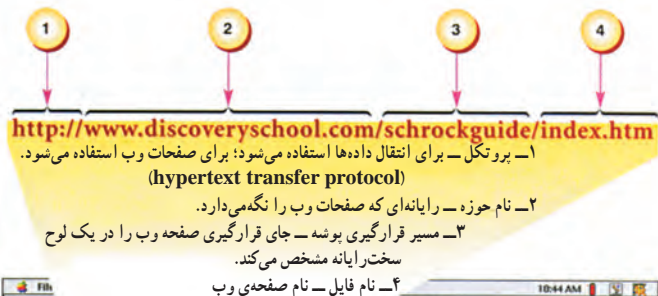 1 2 3 4
http://www.discoveryschool.com/schrockguide/index.htm
۱ــ پروتکل ــ برای انتقال داده‌ها استفاده می‌شود؛ برای صفحات وب استفاده می‌شود.
(hypertext transfer protocol)
۲ــ نام حوزه ــ رایانه‌ای که صفحات وب را نگه‌می‌دارد.
۳ــ مسیر قرارگیری پوشه ــ جای قرارگیری صفحه وب را در یک لوح
سخت‌رایانه مشخص می‌کند.
۴ــ نام فایل ــ نام صفحه‌ی وب
10:44 AM